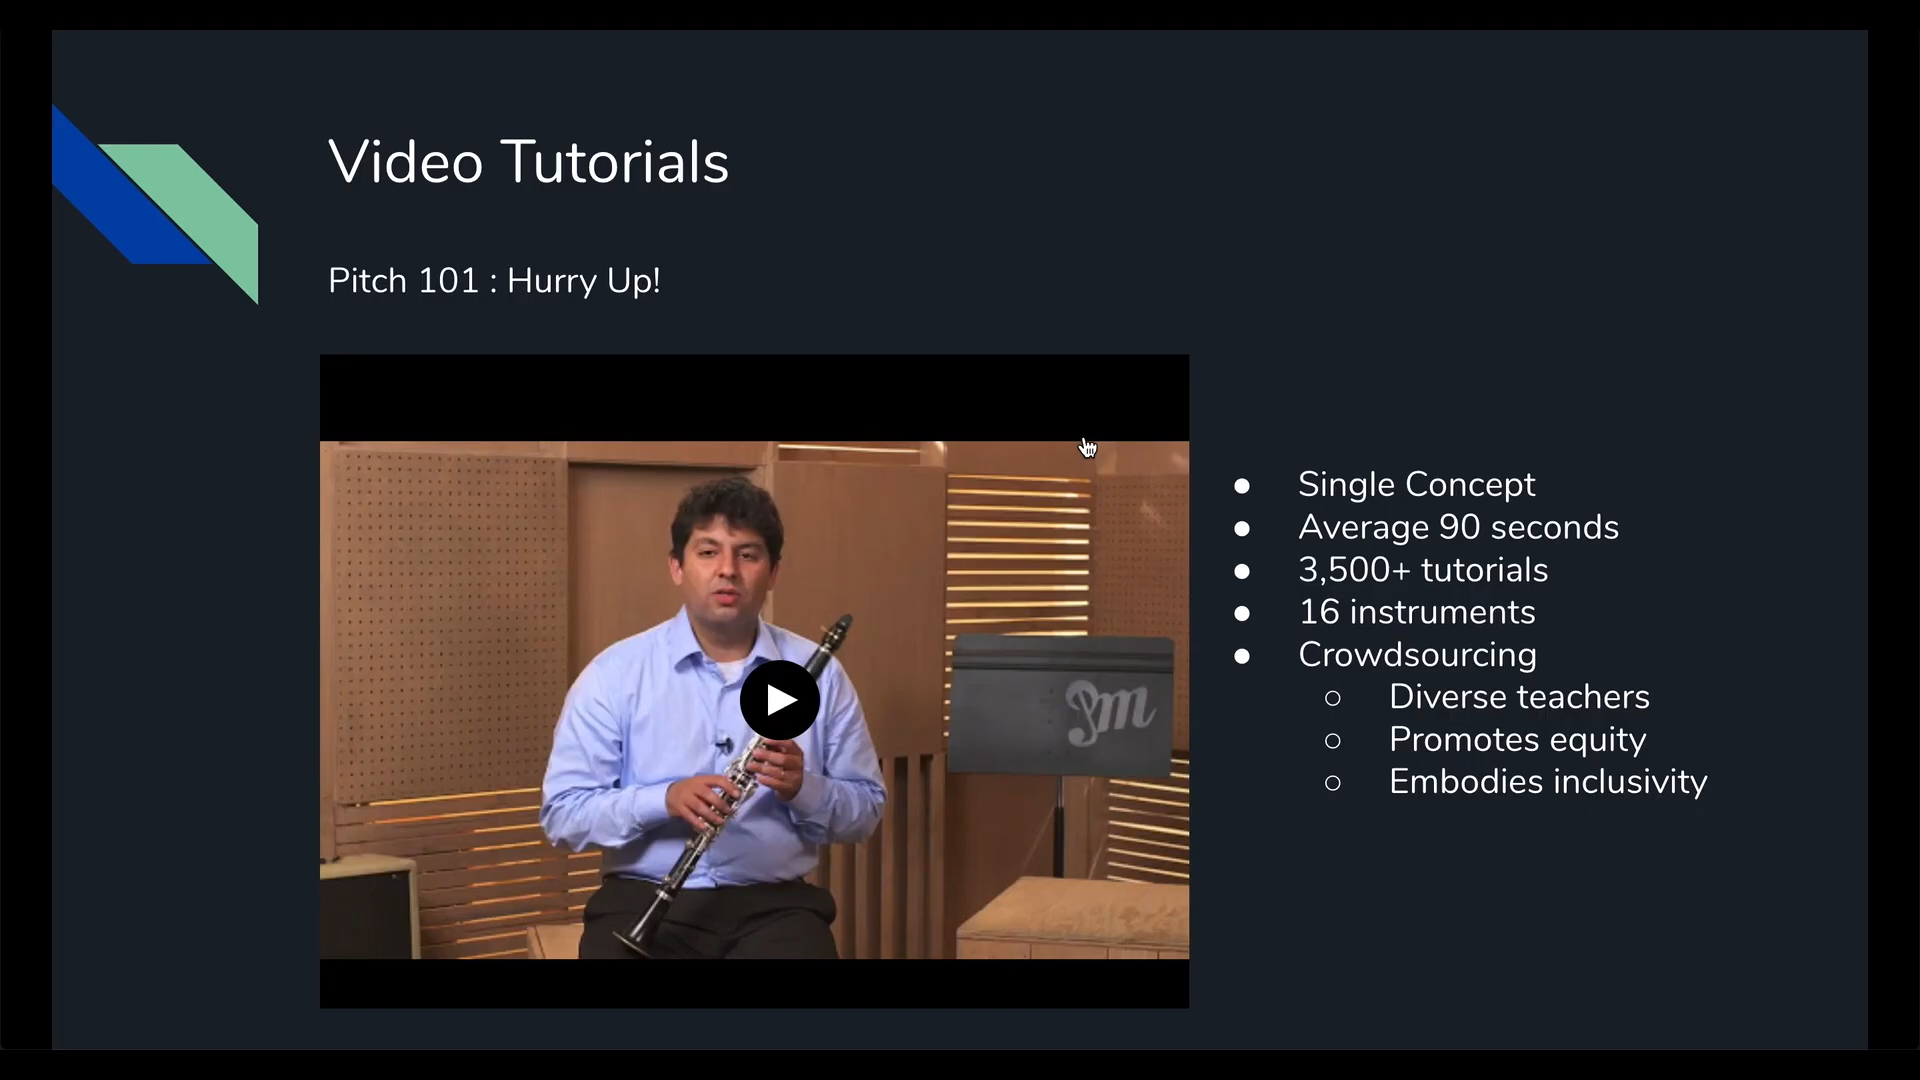 Video Tutorials
Pitch 101 : Hurry Up!
Single Concept
Average 90 seconds
3,500+ tutorials
16 instruments
Crowdsourcing
Diverse teachers
Promotes equity
Embodies inclusivity